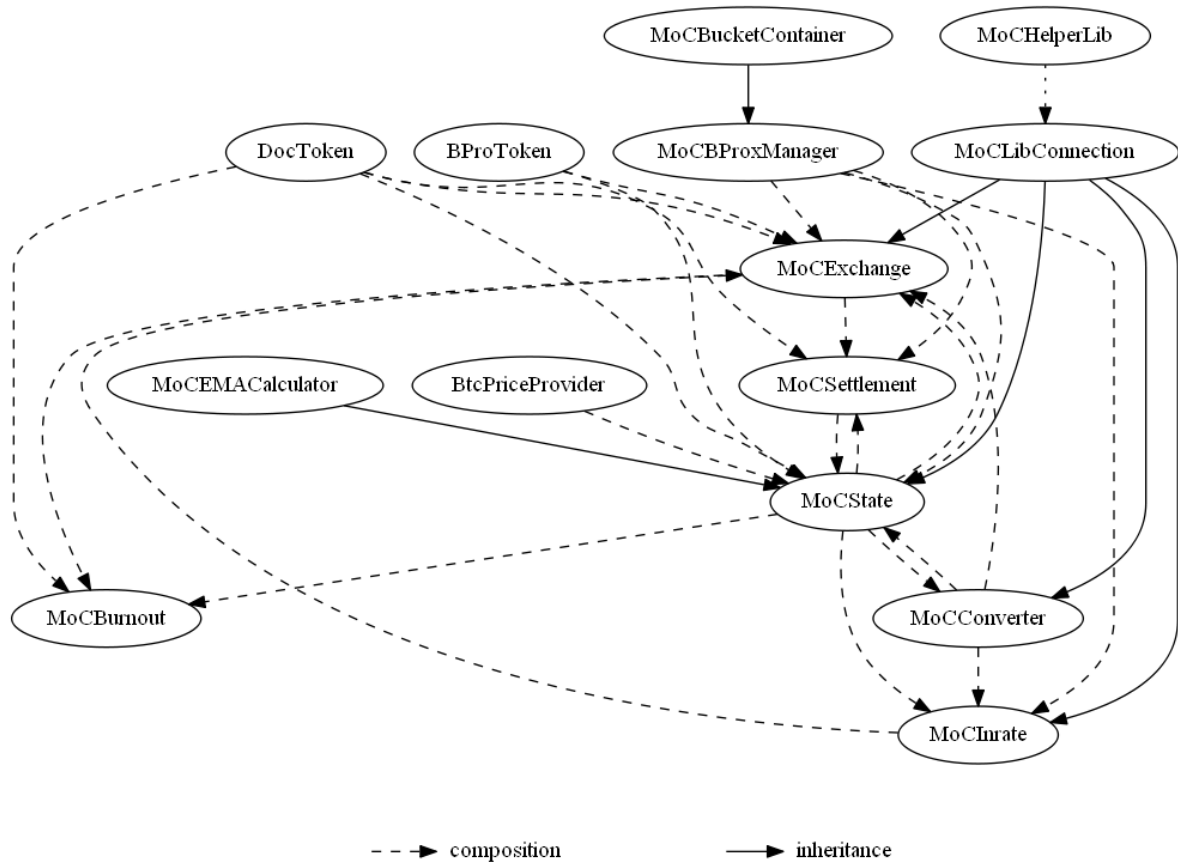 MoCBucketContainer
MoCHelperLib
DocToken
BProToken
MoCBProxManager
MoCLibConnection
MoCExchange
MoCEMACalculator
BtcPriceProvider
MoCSettlement
MoCState
MoCBurnout
MoCConverter
MoCInrate
composition
inheritance